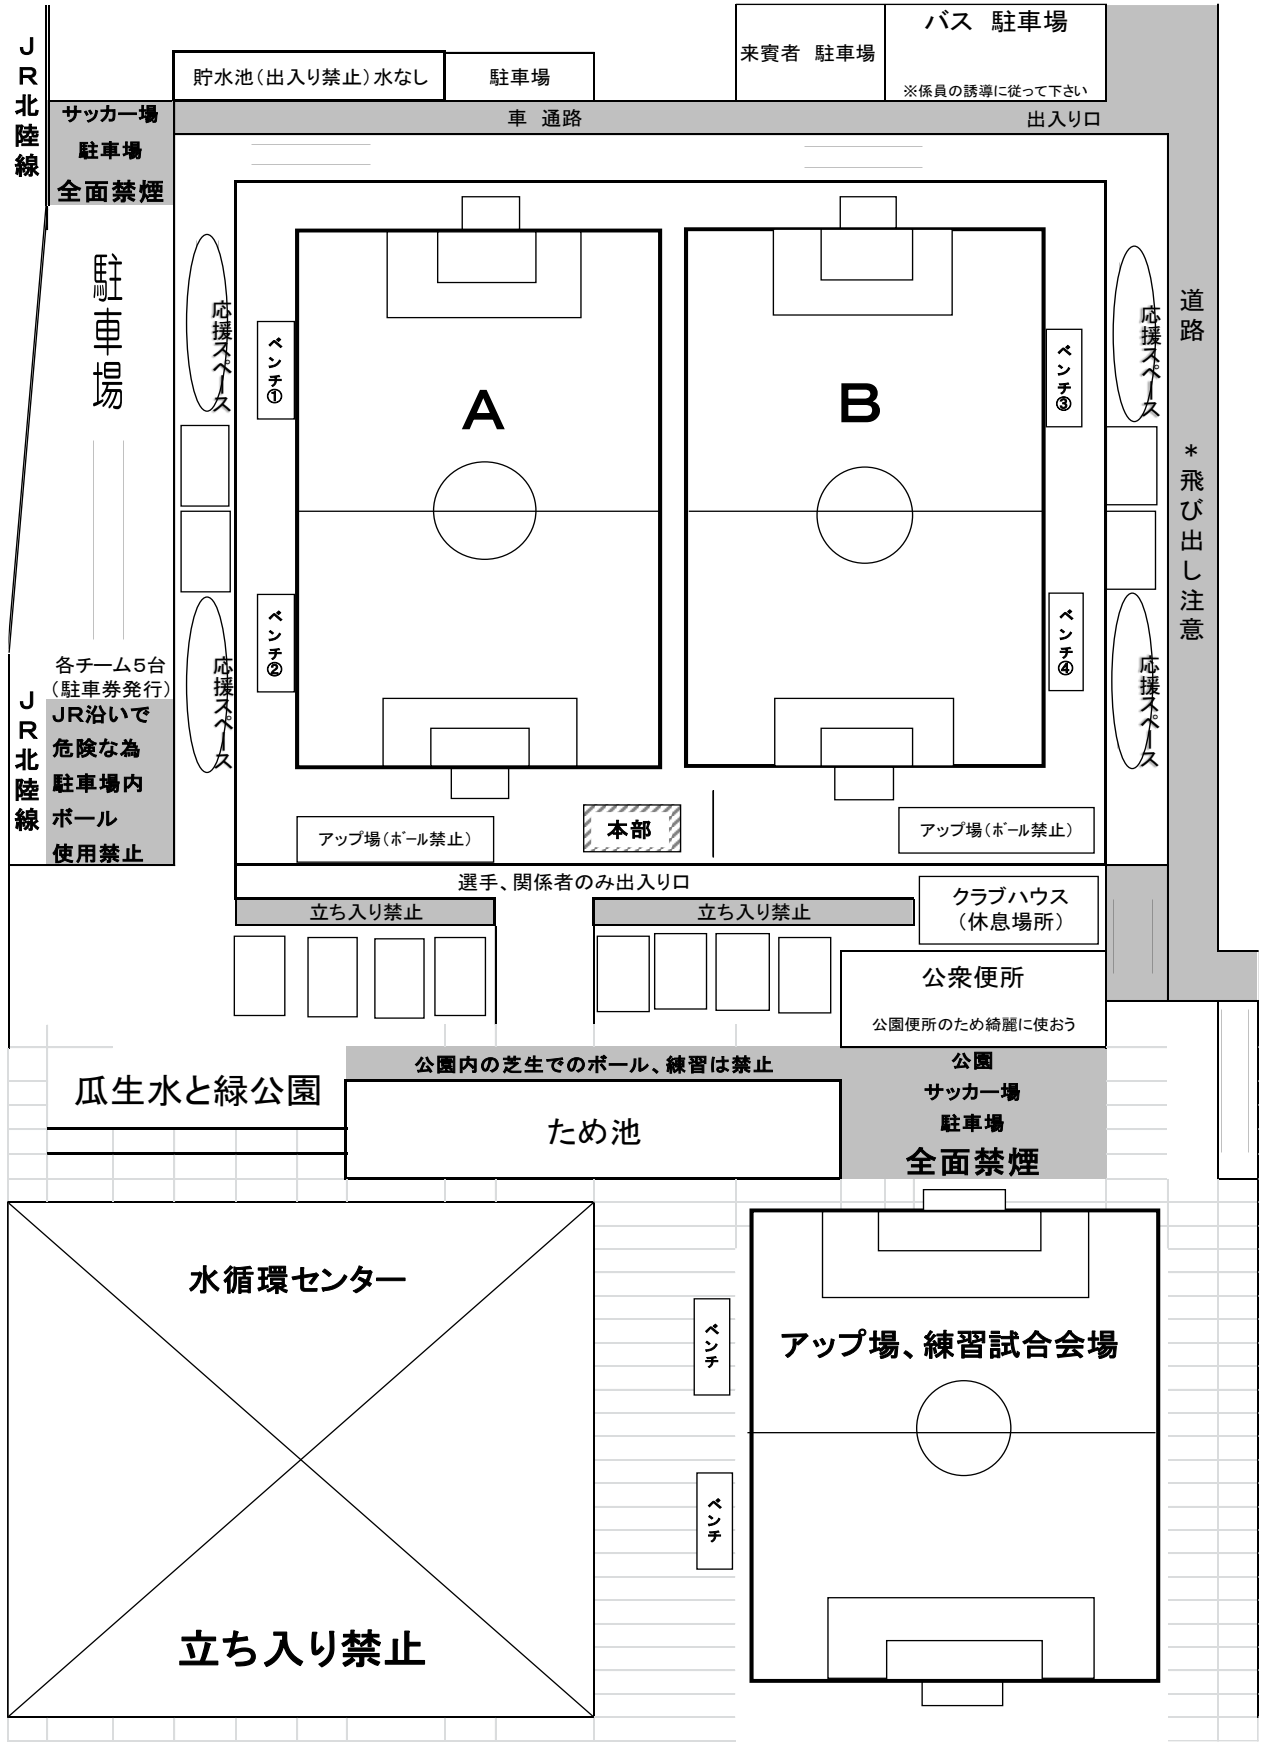 バス 駐車場
来賓者 駐車場
※係員の誘導に従って下さい
JR北陸線
貯水池（出入り禁止）水なし
駐車場
サッカー場
駐車場
全面禁煙
車 通路
出入り口
駐車場
応援スペース
ベンチ①
A
B
ベンチ③
応援スペース
道路 *飛び出し注意
ベンチ②
ベンチ④
応援スペース
応援スペース
各チーム５台
（駐車券発行）
JR北陸線
JR沿いで
危険な為
駐車場内
ボール
使用禁止
アップ場（ﾎﾞｰﾙ禁止）
本部
アップ場（ﾎﾞｰﾙ禁止）
選手、関係者のみ出入り口
立ち入り禁止
立ち入り禁止
クラブハウス
（休息場所）
公衆便所
公園便所のため綺麗に使おう
瓜生水と緑公園
公園内の芝生でのボール、練習は禁止
ため池
公園
サッカー場
駐車場
全面禁煙
水循環センター
立ち入り禁止
ベンチ
アップ場、練習試合会場
ベンチ